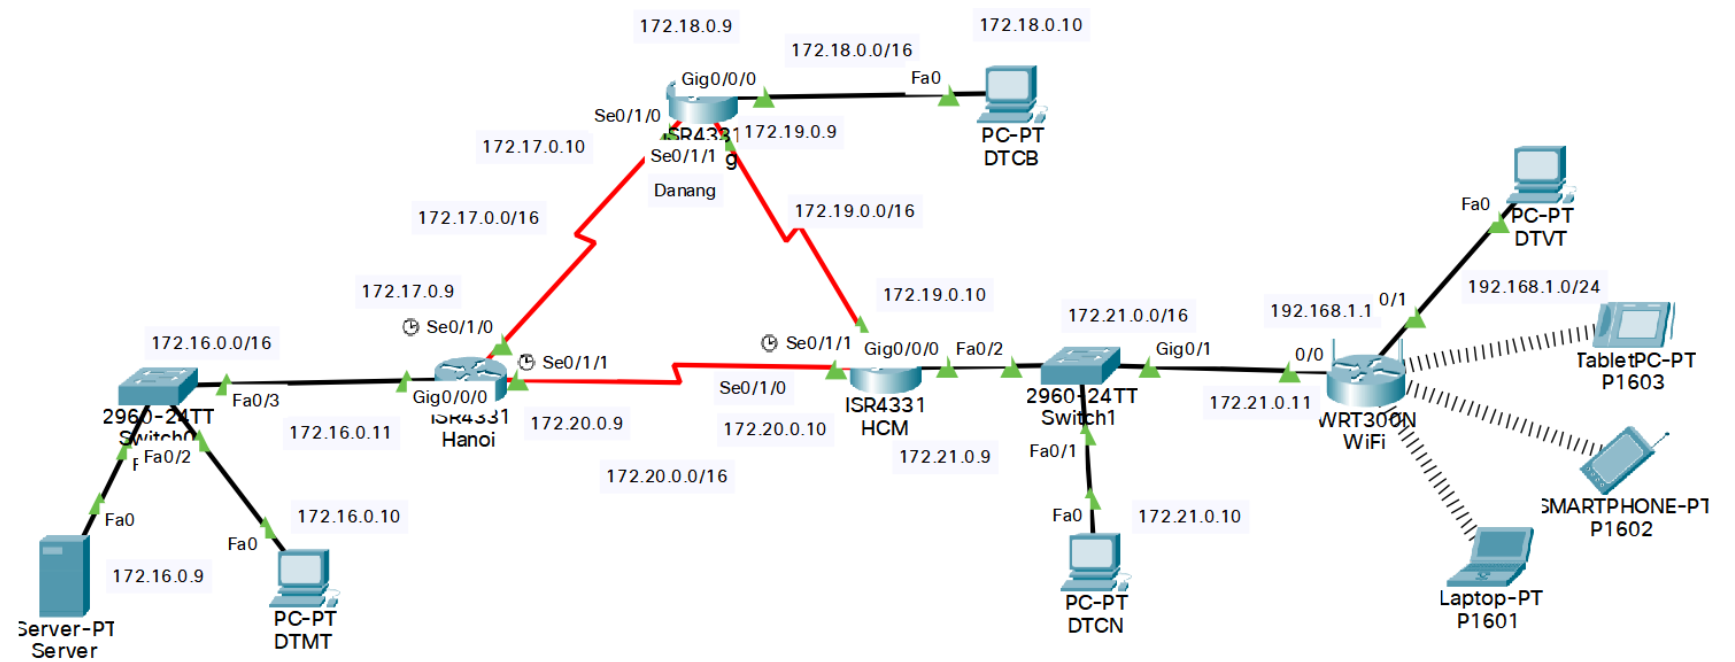 172.18.0.9
172.18.0.10
172.18.0.0/16
Gig0/0/0
Fa0
Se0/1/0
172.19.0.9
172.17.0.10
Se0/1/1
PC-PT
DTCB
Danang
172.17.0.0/16
172.19.0.0/16
Fa0
PC-PT
DTVT
172.17.0.9
172.19.0.10
192.168.1.0/24
Se0/1/0
172.21.0.0/16
192.168.1.1
0/1
172.16.0.0/16
Se0/1/1
Se0/1/1
Gig0/0/0
Fa0/2
Gig0/1
0/0
TabletPC-PT
P1603
Fa0/3
Gig0/0/0
Se0/1/0
2960-24TT
Switch0
172.16.0.11
ISR4331
Hanoi
172.20.0.9
172.20.0.10
ISR4331
HCM
2960-24TT
Switch1
172.21.0.11
WRT300N
WiFi
Fa0/2
172.20.0.0/16
172.21.0.9
Fa0/1
Fa0
172.16.0.10
Fa0
Fa0
172.21.0.10
SMARTPHONE-PT
P1602
172.16.0.9
PC-PT
DTMT
PC-PT
DTCN
Laptop-PT
P1601
Server-PT
Server